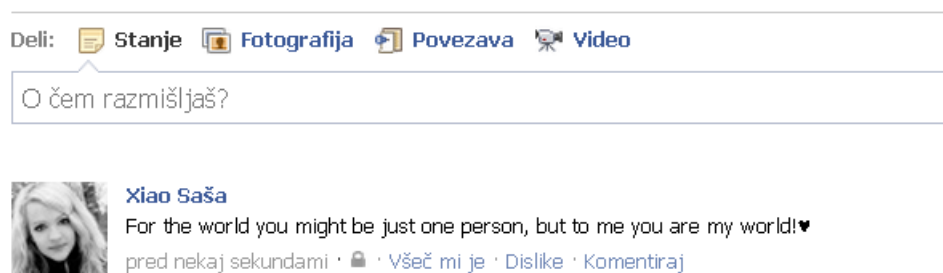 Deli: Stanje Fotografija Povezava Video
O čem razmišljaš?
Xiao Saša
For the world you might be just one person, but to me you are my world!♥
pred nekaj sekundami · Všeč mi je · Dislike · Komentiraj